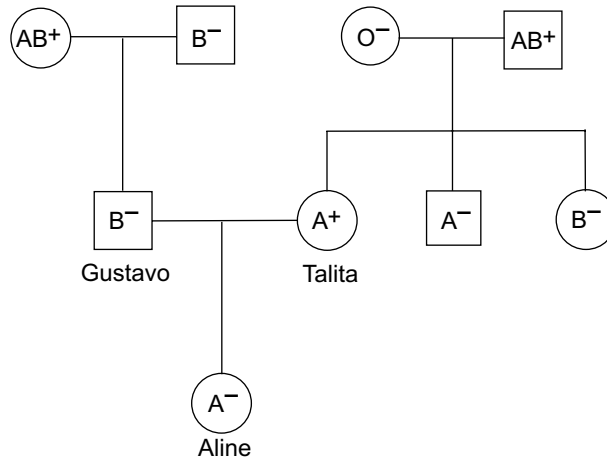 AB+ B− O− AB+
B− A+ A− B−
Gustavo Talita
A−
Aline